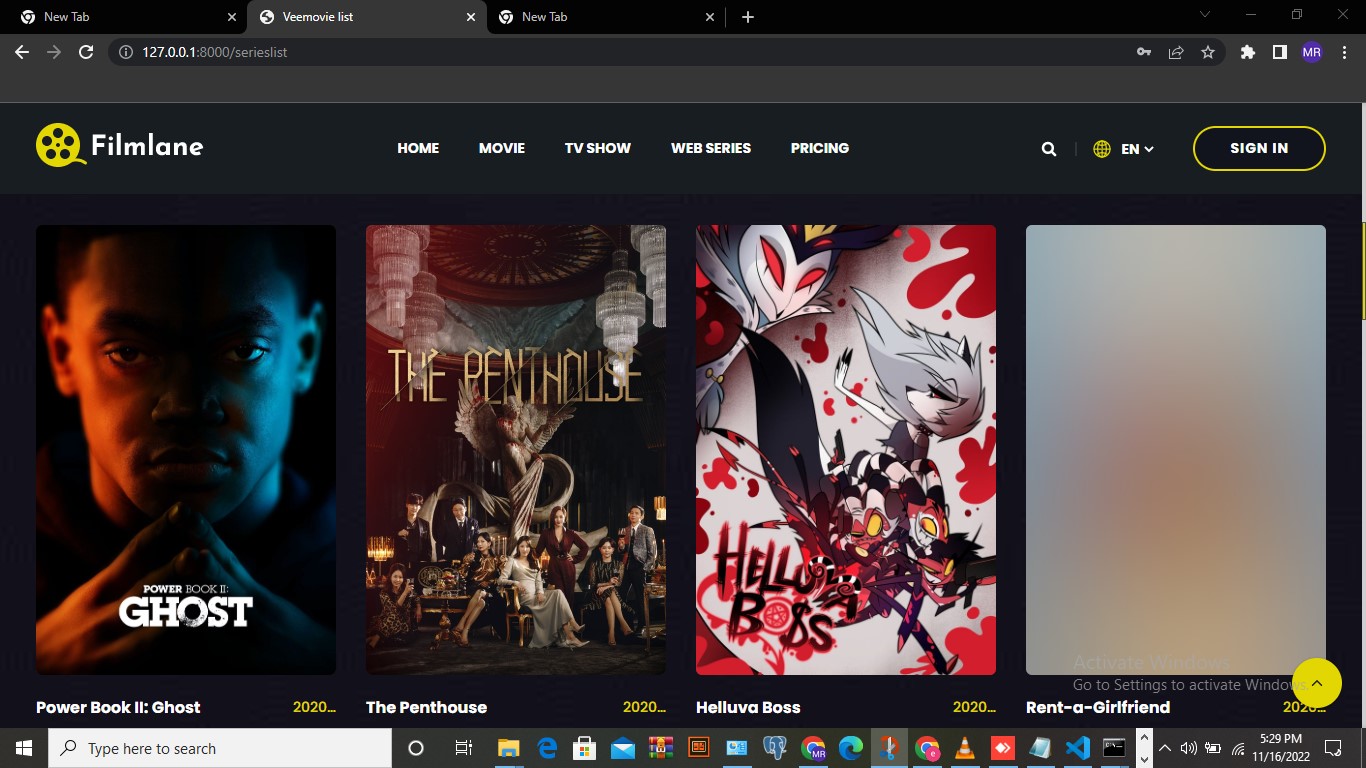 New Tab
Veemovie list
New Tab
127.0.0.1:8000/serieslist
MR
Filmlane
HOME
MOVIE
TV SHOW
WEB SERIES
PRICING
EN
SIGN IN
POWER BOOK II:
GHOST
THE PENTHOUSE
HELLUVA
BO$S
Activate Windows
Go to Settings to activate Windows.
Power Book II: Ghost
2020...
The Penthouse
2020...
Helluva Boss
2020...
Rent-a-Girlfriend
2020...
Type here to search
MR
e
5:29 PM
11/16/2022